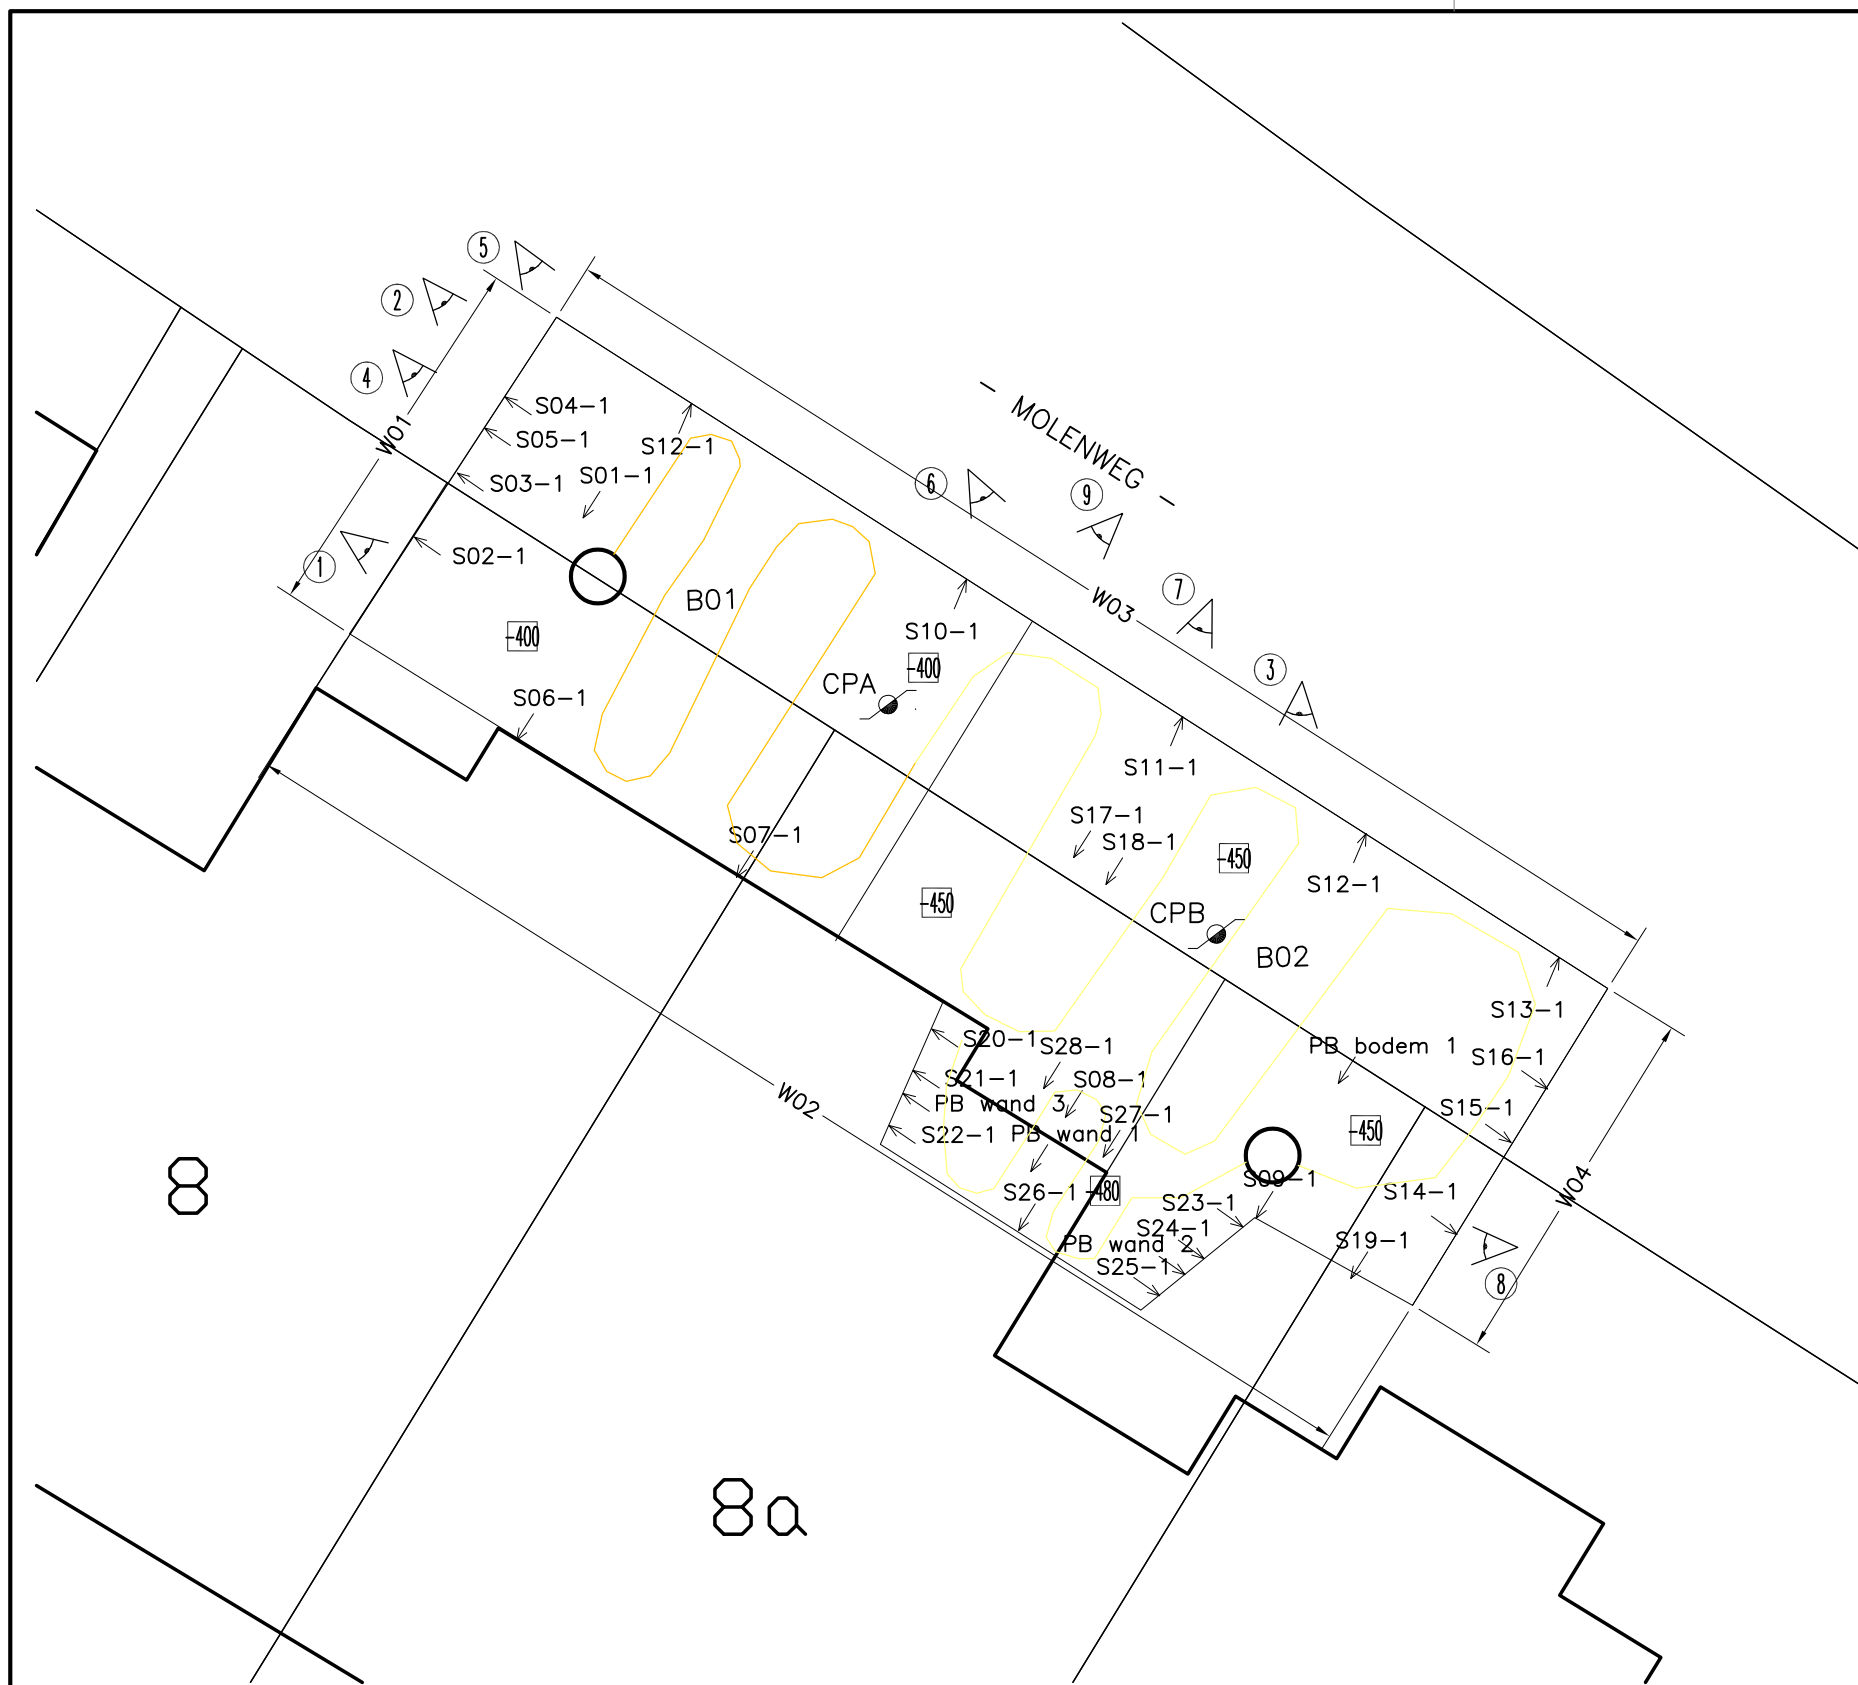 5
2
4
W01
1
S04-1
S05-1
S12-1
S03-1
S01-1
S02-1
- MOLENWEG -
6
9
7
3
W03
B01
-400
S10-1
-400
CPA
S06-1
S07-1
S11-1
S17-1
S18-1
-450
-450
S12-1
CPB
B02
S13-1
PB bodem 1
S16-1
S15-1
-450
S20-1
S28-1
S21-1
S08-1
PB wand 3
S27-1
S22-1
PB wand 1
W02
S26-1
-480
S09-1
S23-1
S24-1
PB wand 2
S25-1
S14-1
S19-1
W04
8
8
8a